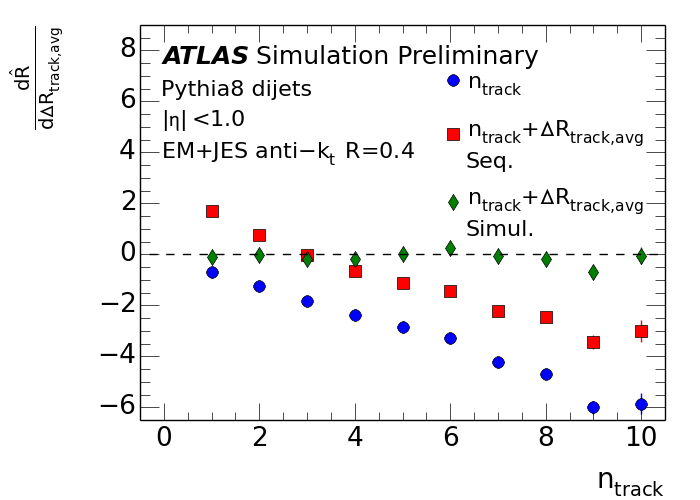 dR̂
dΔR_track,avg
ATLAS Simulation Preliminary
Pythia8 dijets
|η| <1.0
EM+JES anti−k_t R=0.4
n_track
n_track+ΔR_track,avg
Seq.
n_track+ΔR_track,avg
Simul.
8
6
4
2
0
−2
−4
−6
0 2 4 6 8 10
n_track